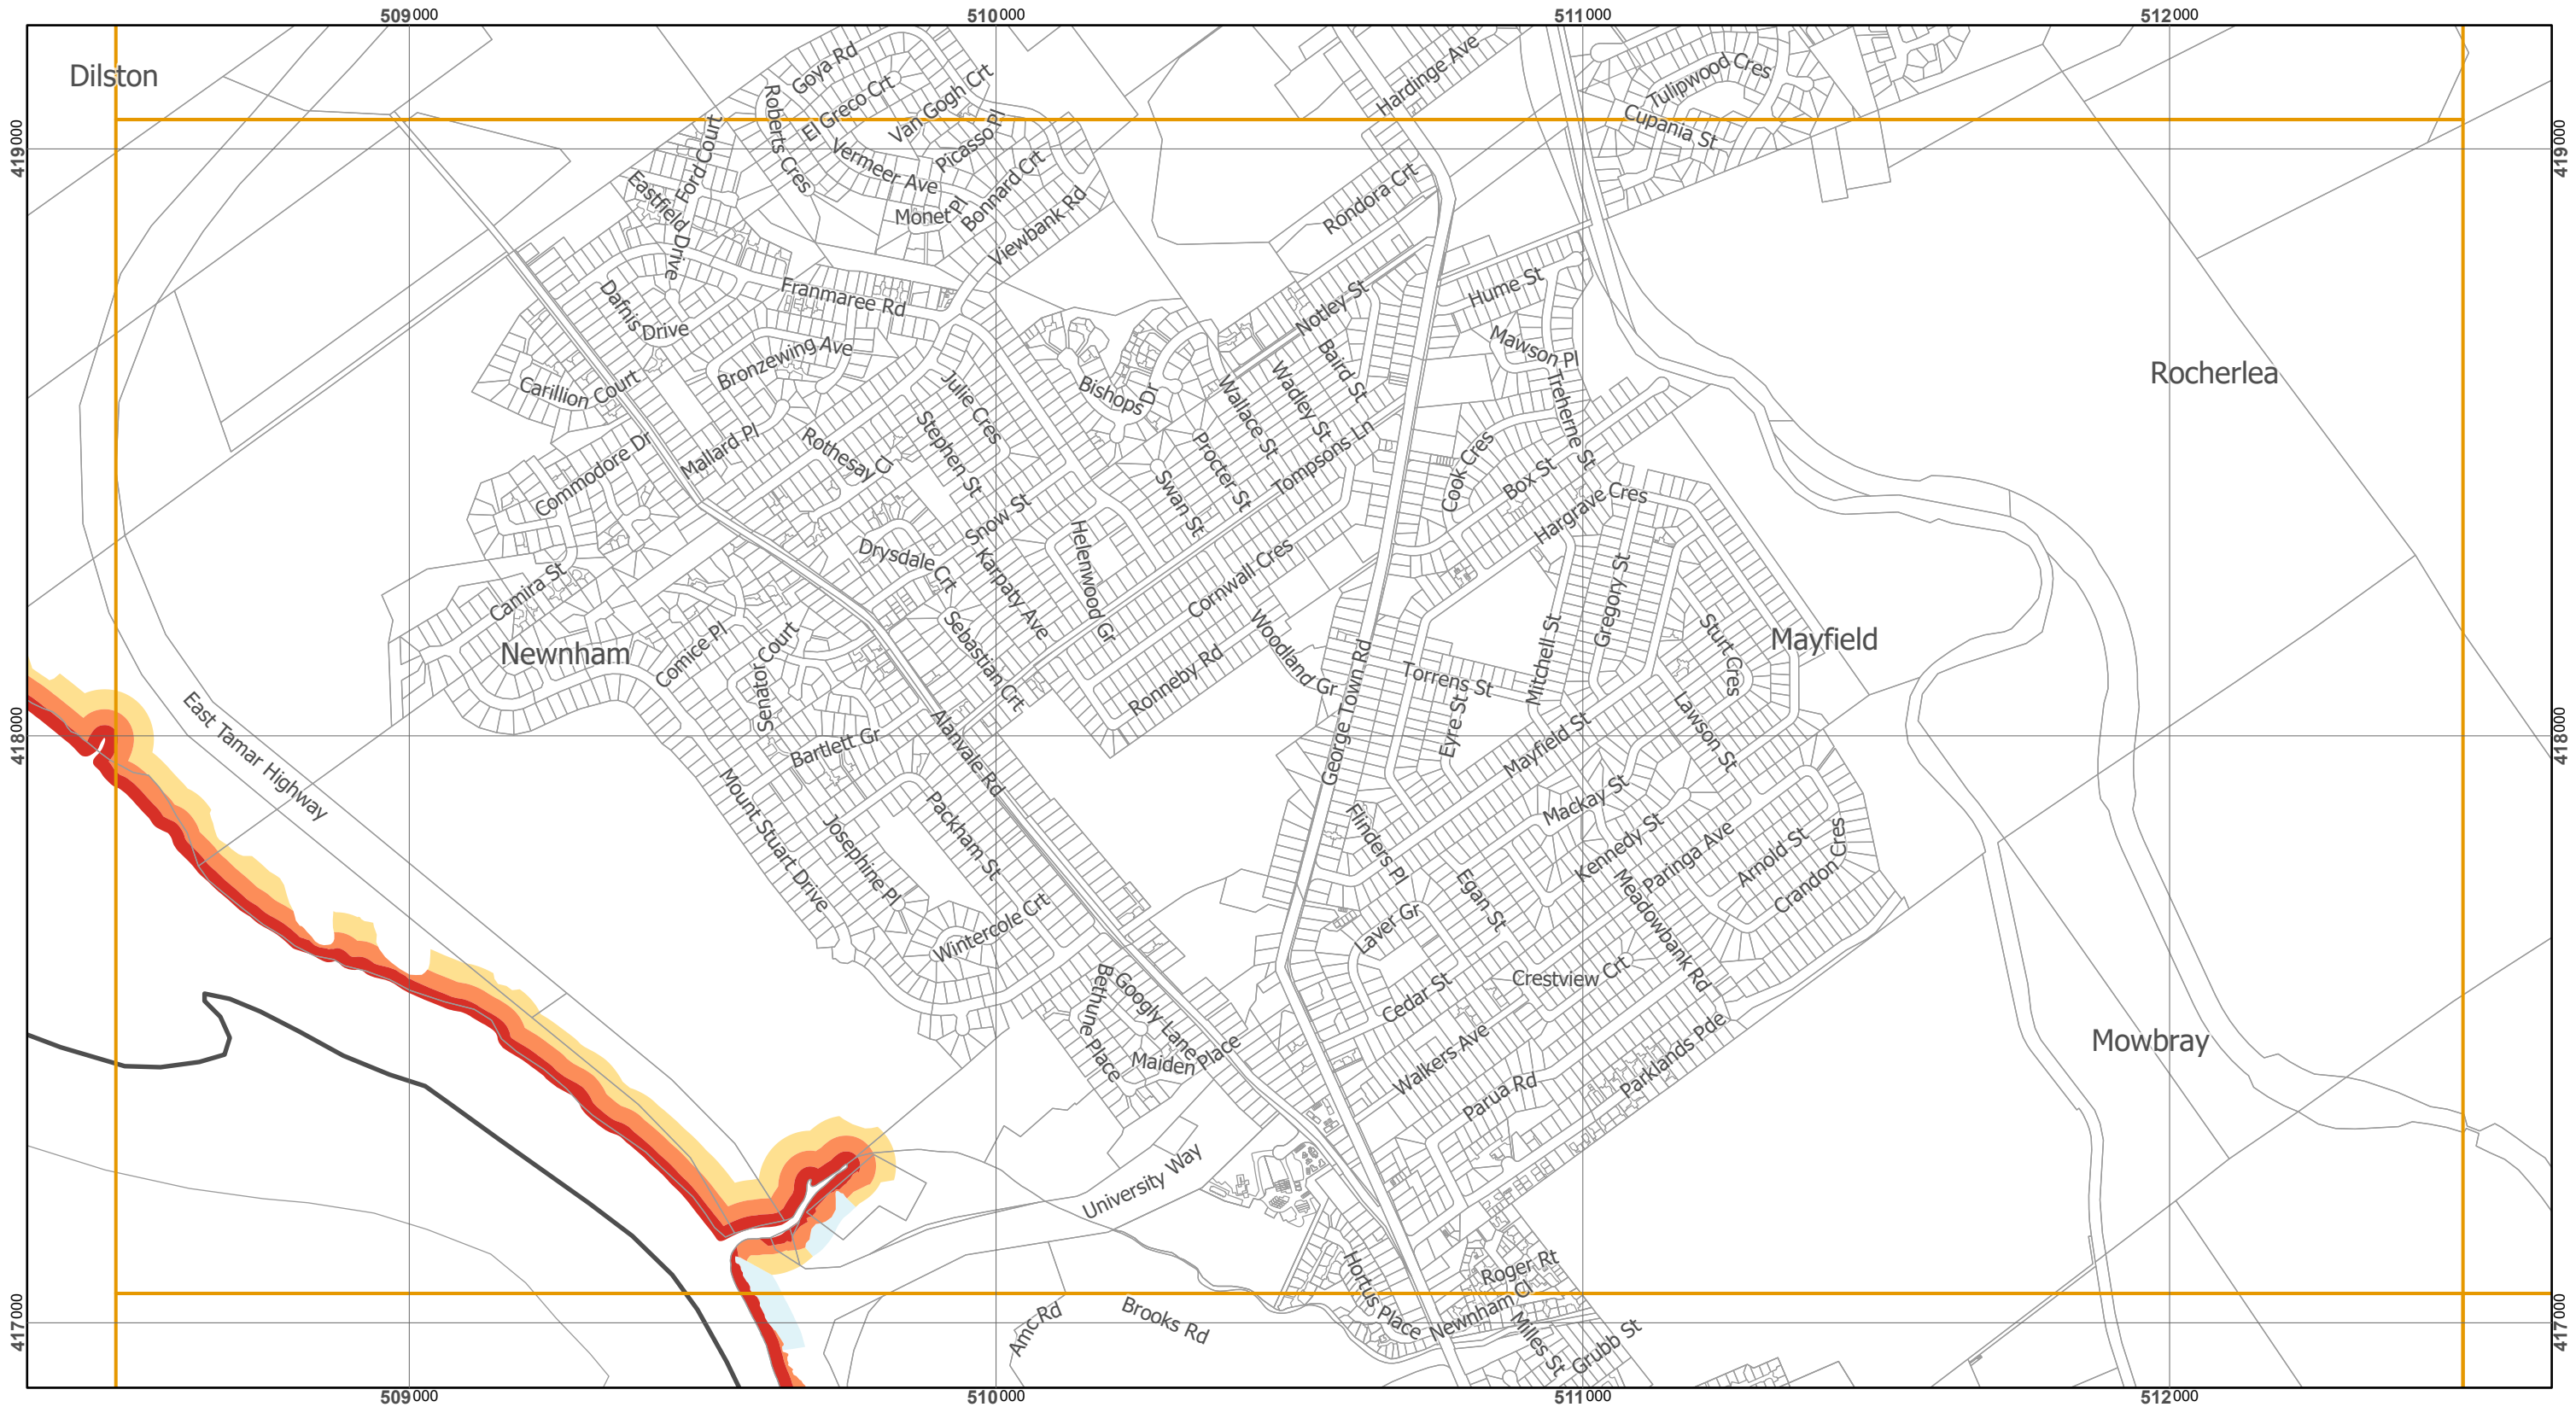 509000
510000
511000
512000
419000
418000
417000
419000
418000
417000
509000
510000
511000
512000
Dilston
Goya Rd
El Greco Crt
Van Gogh Crt
Roberts Cres
Picasso Pl
Vermeer Ave
Ford Court
Eastfield Drive
Monet Pl
Bonnard Crt
Viewbank Rd
Hardinge Ave
Tulipwood Cres
Cupania St
Rondora Crt
Franmaree Rd
Dafnis Drive
Bronzewing Ave
Carillion Court
Julie Cres
Bishops Dr
Notley St
Baird St
Wadley St
Wallace St
Hume St
Mawson Pl
Treherne St
Rocherlea
Commodore Dr
Mallard Pl
Rothesay Cl
Stephen St
Procter St
Tompsons Ln
Swan St
Cook Cres
Box St
Hargrave Cres
Snow St
Drysdale Crt
Karpaty Ave
Helenwood Gr
Cornwall Cres
Camira St
Newnham
Comice Pl
Senator Court
Sebastian Crt
Ronneby Rd
Woodland Gr
George Town Rd
Torrens St
Eyre St
Mitchell St
Gregory St
Sturt Cres
Mayfield
Lawson St
Mayfield St
East Tamar Highway
Bartlett Gr
Alanvale Rd
Mount Stuart Drive
Josephine Pl
Packham St
Wintercole Crt
Flinders Pl
Mackay St
Kennedy St
Paringa Ave
Arnold St
Crandon Cres
Meadowbank Rd
Egan St
Laver Gr
Crestview Crt
Cedar St
Bethune Place
Googly Lane
Maiden Place
Walkers Ave
Parua Rd
Parklands Pde
Mowbray
University Way
Hortus Place
Roger Rt
Newnham Cl
Milles St
Grubb St
Amc Rd
Brooks Rd